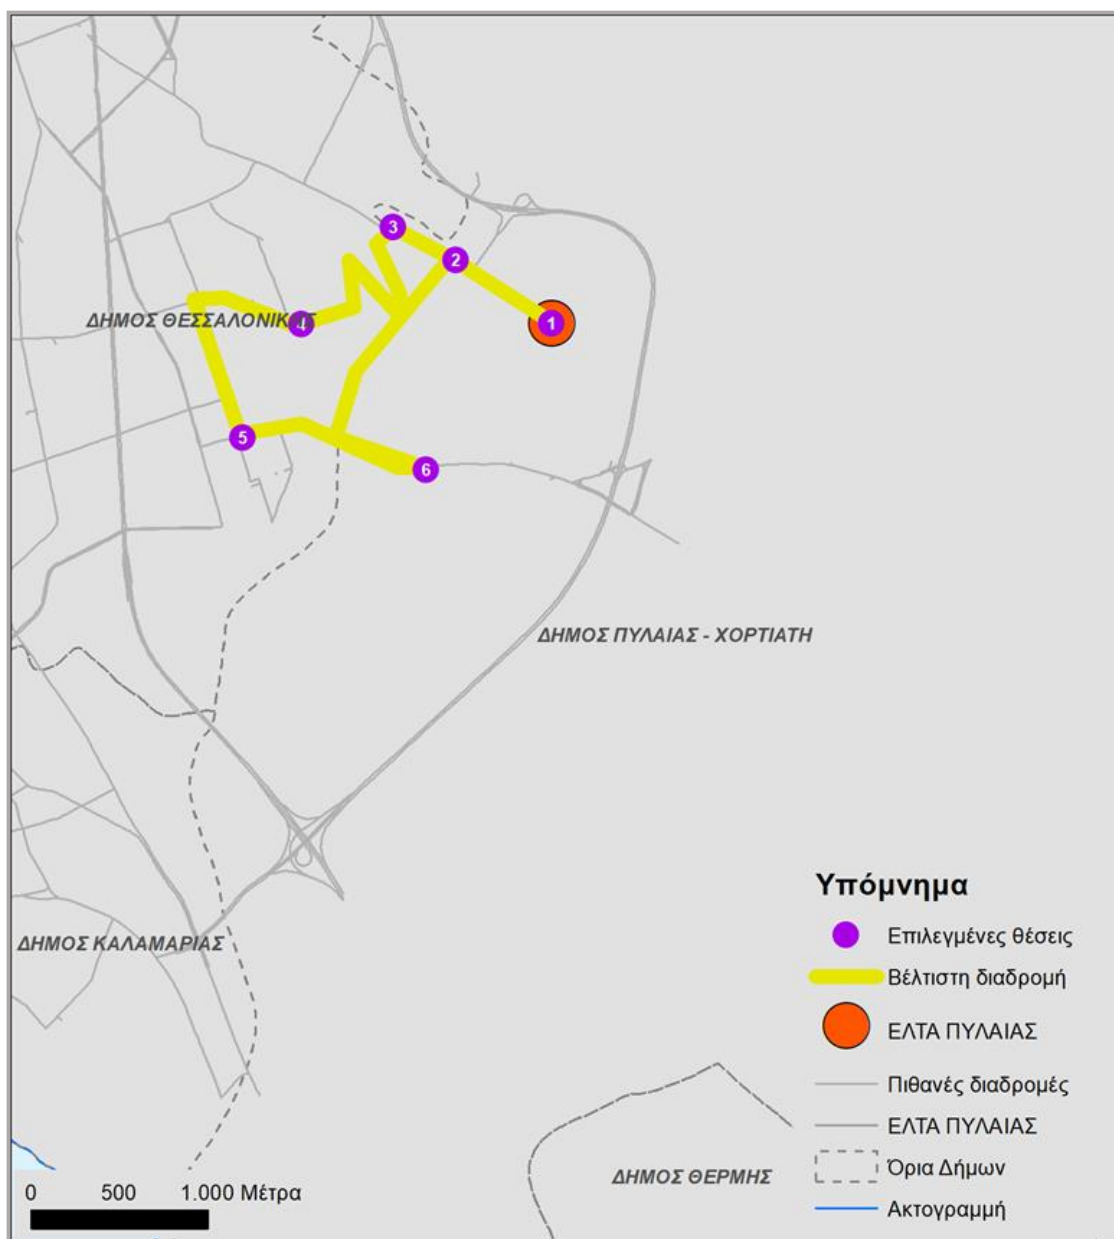 3
2
1
ΔΗΜΟΣ ΘΕΣΣΑΛΟΝΙΚΗΣ
4
5
6
ΔΗΜΟΣ ΠΥΛΑΙΑΣ - ΧΟΡΤΙΑΤΗ
Υπόμνημα
Επιλεγμένες θέσεις
ΔΗΜΟΣ ΚΑΛΑΜΑΡΙΑΣ
Βέλτιστη διαδρομή
ΕΛΤΑ ΠΥΛΑΙΑΣ
Πιθανές διαδρομές
ΕΛΤΑ ΠΥΛΑΙΑΣ
Όρια Δήμων
ΔΗΜΟΣ ΘΕΡΜΗΣ
Ακτογραμμή
0 500 1.000 Μέτρα